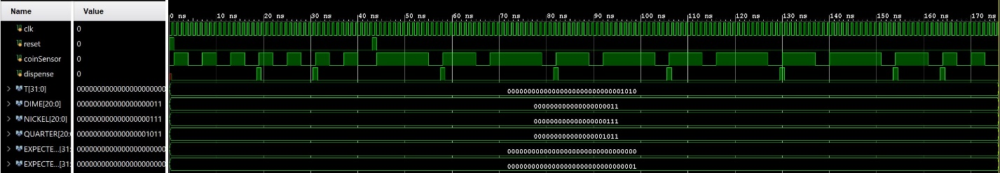 Name Value 0 ns 10 ns 20 ns 30 ns 40 ns 50 ns 60 ns 70 ns 80 ns 90 ns 100 ns 110 ns 120 ns 130 ns 140 ns 150 ns 160 ns 170 ns
clk 0
reset 0
coinSensor 0
dispense 0
T[31:0] 0000000000000000000000 00000000000000000000000000001010
DIME[20:0] 000000000000000000011 000000000000000000011
NICKEL[20:0] 000000000000000000111 000000000000000000111
QUARTER[20: 000000000000000001011 000000000000000001011
EXPECTE...[31: 0000000000000000000000 00000000000000000000000000000000
EXPECTE...[31: 0000000000000000000000 00000000000000000000000000000001